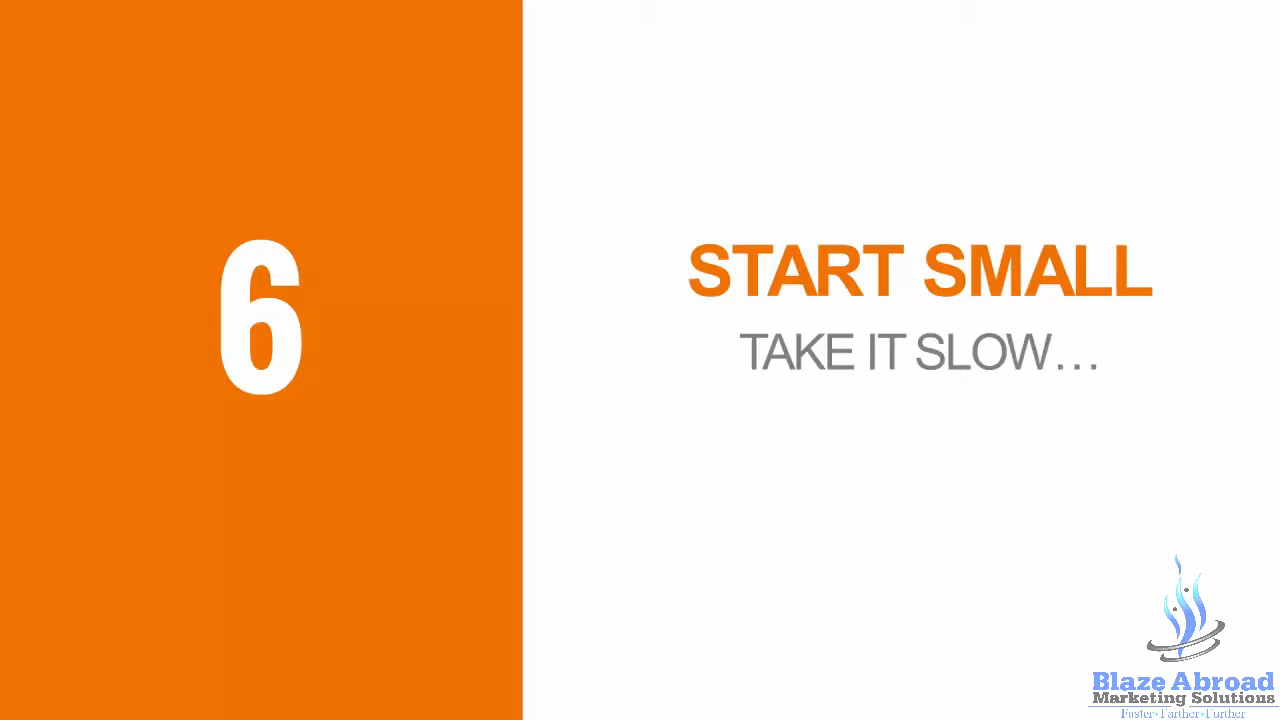 6
START SMALL
TAKE IT SLOW…
Blaze Abroad
Marketing Solutions
Faster • Farther • Further